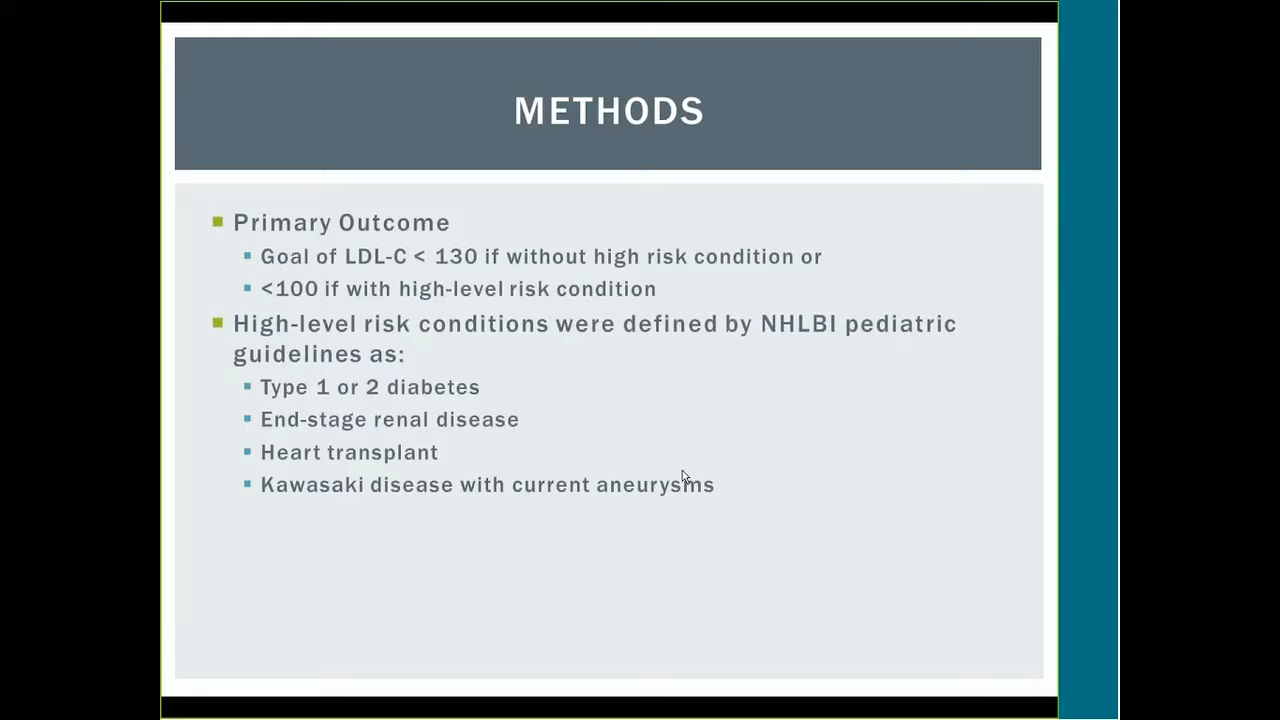 METHODS
Primary Outcome
Goal of LDL-C < 130 if without high risk condition or
<100 if with high-level risk condition
High-level risk conditions were defined by NHLBI pediatric
guidelines as:
Type 1 or 2 diabetes
End-stage renal disease
Heart transplant
Kawasaki disease with current aneurysms